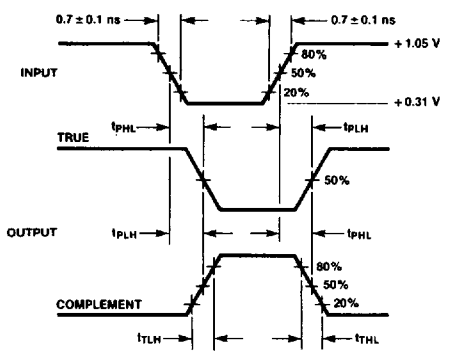 0.7 ± 0.1 ns 0.7 ± 0.1 ns
80% + 1.05 V
INPUT 50%
20%
+ 0.31 V
tPHL tPLH
TRUE
50%
OUTPUT tPLH tPHL
80%
50%
COMPLEMENT 20%
tTLH tTHL